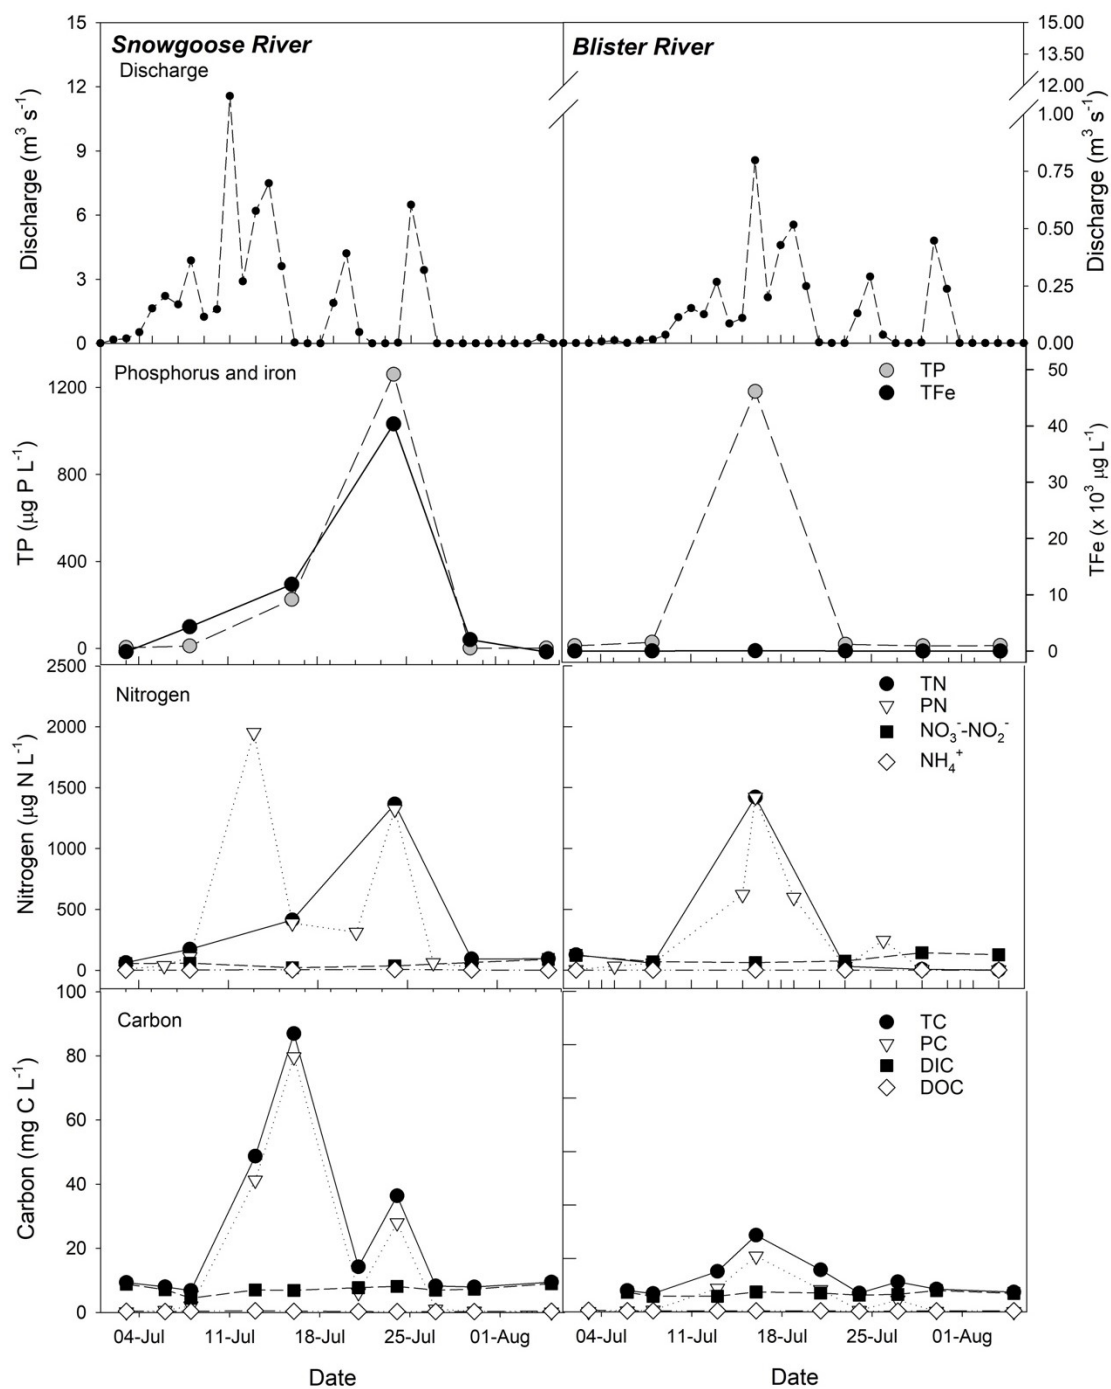 Snowgoose River
Discharge
15
12
9
6
3
0
Discharge (m³ s⁻¹)
Blister River
15.00
13.50
12.00
1.00
0.75
0.50
0.25
0.00
Discharge (m³ s⁻¹)
Phosphorus and iron
1200
800
400
0
TP (µg P L⁻¹)
TP
TFe
50
40
30
20
10
0
TFe (x 10³ µg L⁻¹)
Nitrogen
2500
2000
1500
1000
500
0
Nitrogen (µg N L⁻¹)
TN
PN
NO₃⁻-NO₂⁻
NH₄⁺
Carbon
100
80
60
40
20
0
Carbon (mg C L⁻¹)
TC
PC
DIC
DOC
04-Jul 11-Jul 18-Jul 25-Jul 01-Aug
04-Jul 11-Jul 18-Jul 25-Jul 01-Aug
Date
Date